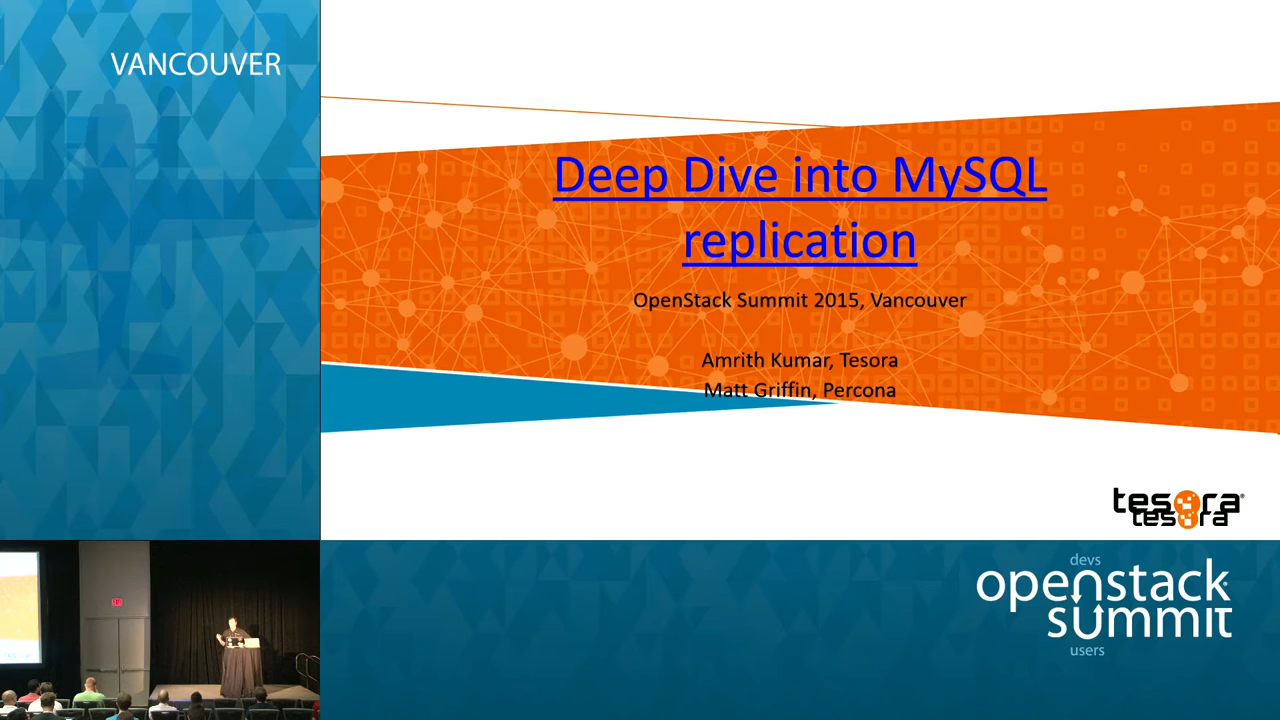 VANCOUVER
Deep Dive into MySQL
replication
OpenStack Summit 2015, Vancouver
Amrith Kumar, Tesora
Matt Griffin, Percona
tesora
tesora
devs
openstack
summit
users